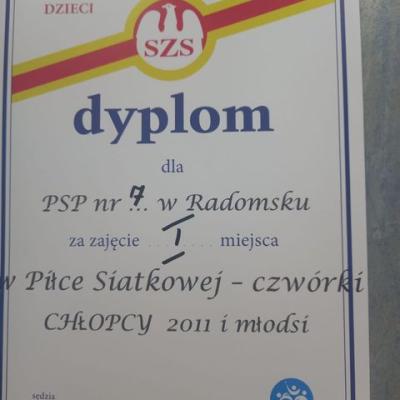 DZIECI
SZS
dyplom
dla
PSP nr 7 w Radomsku
za zajęcie ....I........ miejsca
w Piłce Siatkowej – czwórki
CHŁOPCY 2011 i młodsi
sędzia